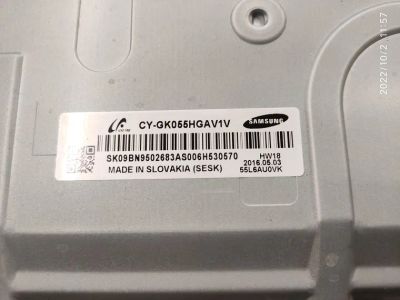 CY-GK055HGAV1V
SAMSUNG
SK09BN9502683AS006H530570
HW18
2016.05.03
MADE IN SLOVAKIA (SESK)
55L6AU0VK
2022/10/2 11:57